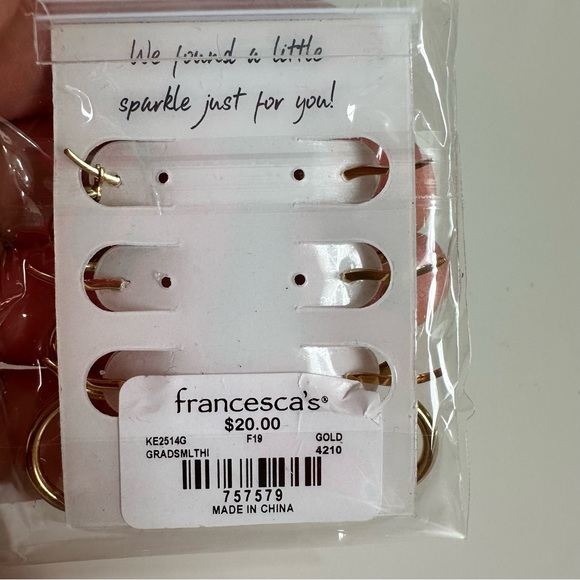 We found a little
sparkle just for you!
francesca's®
$20.00
KE2514G F19 GOLD
GRADSMLTHI 4210
757579
MADE IN CHINA